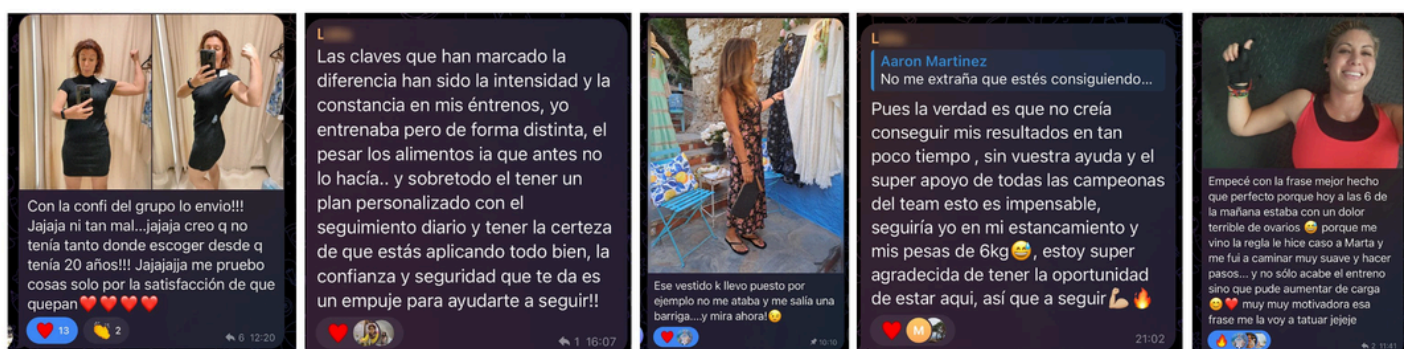 Con la confi del grupo lo envio!!!
Jajaja ni tan mal...jajaja creo q no
tenía tanto donde escoger desde q
tenía 20 años!!! Jajajajja me pruebo
cosas solo por la satisfacción de que
quepan❤️❤️❤️❤️
❤️ 13 👏 2
6 12:20
L
Las claves que han marcado la
diferencia han sido la intensidad y la
constancia en mis éntrenos, yo
entrenaba pero de forma distinta, el
pesar los alimentos ia que antes no
lo hacía.. y sobretodo el tener un
plan personalizado con el
seguimiento diario y tener la certeza
de que estás aplicando todo bien, la
confianza y seguridad que te da es
un empuje para ayudarte a seguir!!
1 16:07
Ese vestido k llevo puesto por
ejemplo no me ataba y me salía una
barriga....y mira ahora!😉
10:10
L
Aaron Martinez
No me extraña que estés consiguiendo...
Pues la verdad es que no creía
conseguir mis resultados en tan
poco tiempo , sin vuestra ayuda y el
super apoyo de todas las campeonas
del team esto es impensable,
seguiría yo en mi estancamiento y
mis pesas de 6kg😅, estoy super
agradecida de tener la oportunidad
de estar aqui, así que a seguir💪🏼🔥
M
21:02
Empecé con la frase mejor hecho
que perfecto porque hoy a las 6 de
la mañana estaba con un dolor
terrible de ovarios 😅 porque me
vino la regla le hice caso a Marta y
me fui a caminar muy suave y hacer
pasos... y no sólo acabe el entreno
sino que pude aumentar de carga
😊❤️ muy muy motivadora esa
frase me la voy a tatuar jejeje
2 11:41